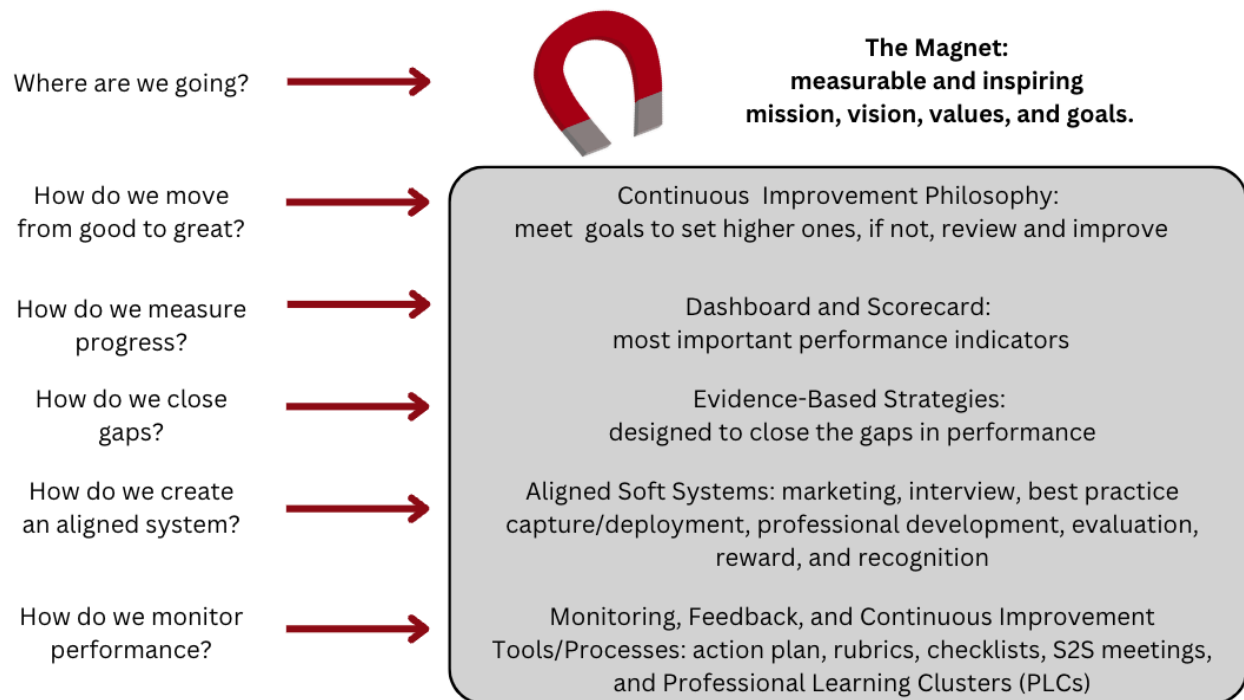 Where are we going?
The Magnet:
measurable and inspiring
mission, vision, values, and goals.
How do we move
from good to great?
Continuous  Improvement Philosophy:
meet  goals to set higher ones, if not, review and improve
How do we measure
progress?
Dashboard and Scorecard:
most important performance indicators
How do we close
gaps?
Evidence-Based Strategies:
designed to close the gaps in performance
How do we create
an aligned system?
Aligned Soft Systems: marketing, interview, best practice
capture/deployment, professional development, evaluation,
reward, and recognition
How do we monitor
performance?
Monitoring, Feedback, and Continuous Improvement
Tools/Processes: action plan, rubrics, checklists, S2S meetings,
and Professional Learning Clusters (PLCs)